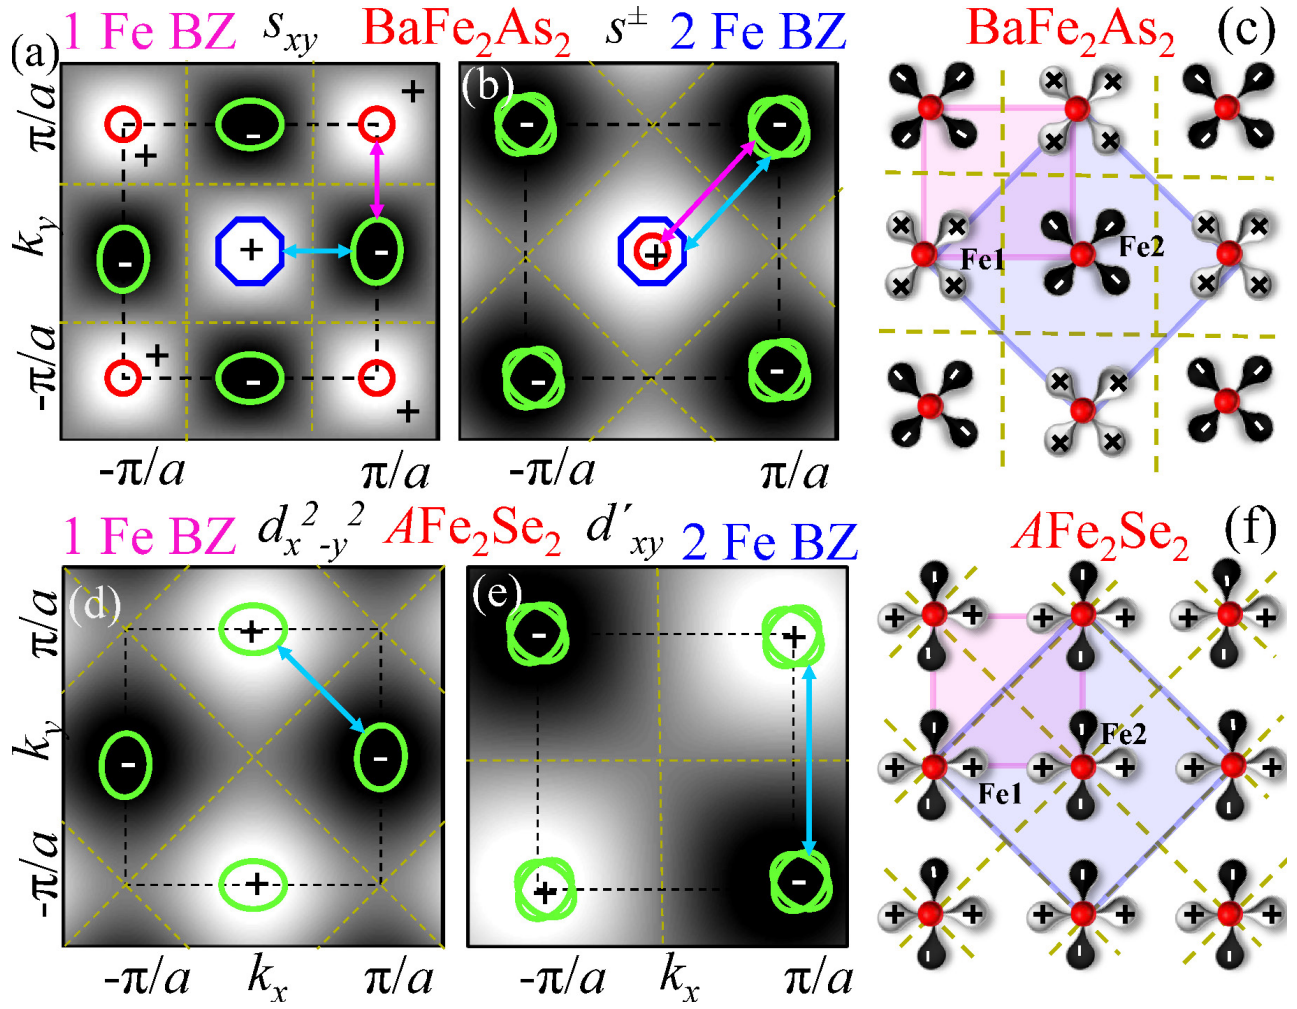 1 Fe BZ s_xy BaFe₂As₂ s^± 2 Fe BZ BaFe₂As₂ (c)
(a) (b)
+ - +
+
- +
-
- + -
+ - +
+
- -
+
- -
π/a
k_y
-π/a
-π/a π/a -π/a π/a
Fe1 Fe2
1 Fe BZ d_x²-y² AFe₂Se₂ d′_xy 2 Fe BZ AFe₂Se₂ (f)
(d) (e)
+
- -
+
- +
+ -
π/a
k_y
-π/a
-π/a k_x π/a k_x -π/a π/a
Fe2
Fe1